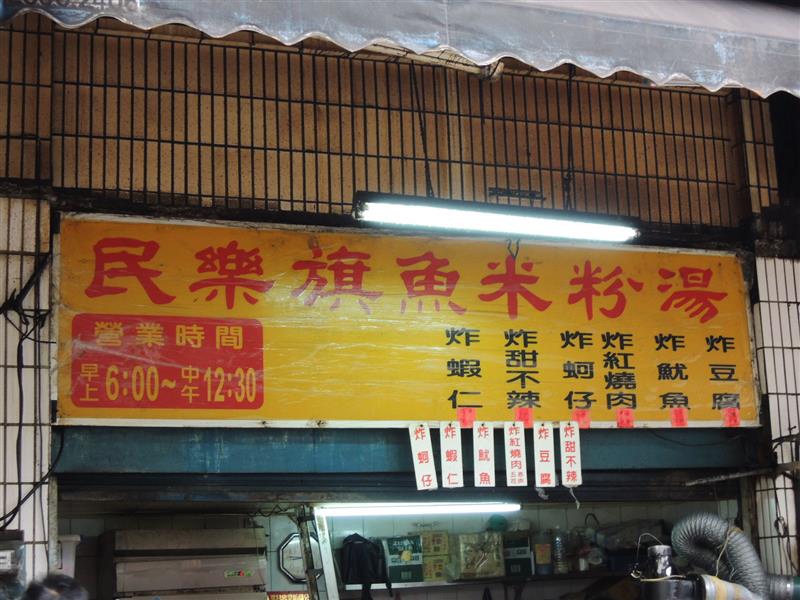 民樂旗魚米粉湯
營業時間
早上6:00~中午12:30
炸蝦仁
炸甜不辣
炸蚵仔
炸紅燒肉
炸魷魚
炸豆腐
炸蚵仔
炸蝦仁
炸魷魚
炸紅燒肉
炸豆腐
炸甜不辣